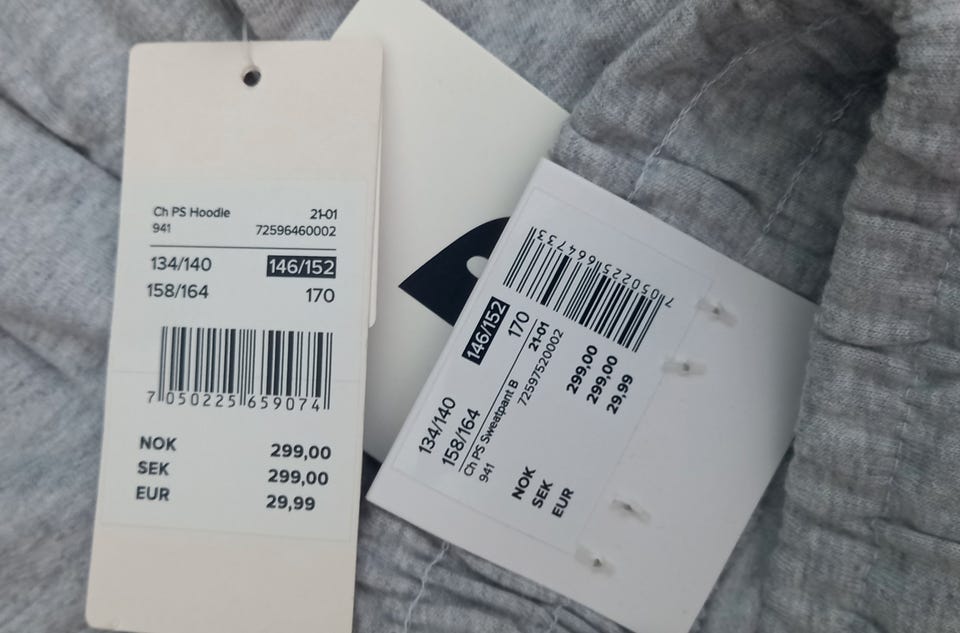 Ch PS Hoodie 21-01
941 72596460002
134/140 146/152
158/164 170
7 050225 659074
NOK 299,00
SEK 299,00
EUR 29,99
7 050225 664733
134/140 146/152
158/164 170
Ch PS Sweatpant B 21-01
941 72597520002
NOK 299,00
SEK 299,00
EUR 29,99